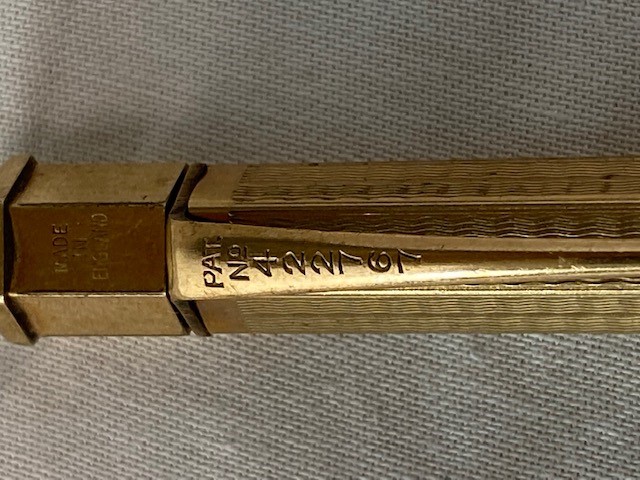 MADE
IN
ENGLAND
PAT.
No
422767